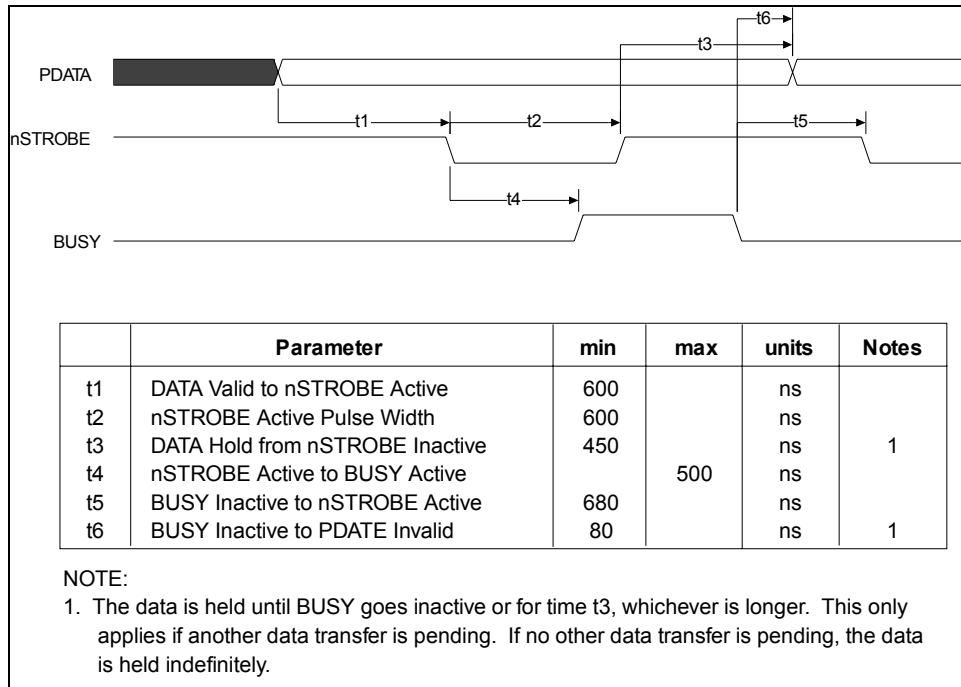 t6
t3
PDATA
t1 t2 t5
nSTROBE
t4
BUSY
Parameter min max units Notes
t1 DATA Valid to nSTROBE Active 600 ns
t2 nSTROBE Active Pulse Width 600 ns
t3 DATA Hold from nSTROBE Inactive 450 ns 1
t4 nSTROBE Active to BUSY Active 500 ns
t5 BUSY Inactive to nSTROBE Active 680 ns
t6 BUSY Inactive to PDATE Invalid 80 ns 1
NOTE:
1. The data is held until BUSY goes inactive or for time t3, whichever is longer. This only
applies if another data transfer is pending. If no other data transfer is pending, the data
is held indefinitely.